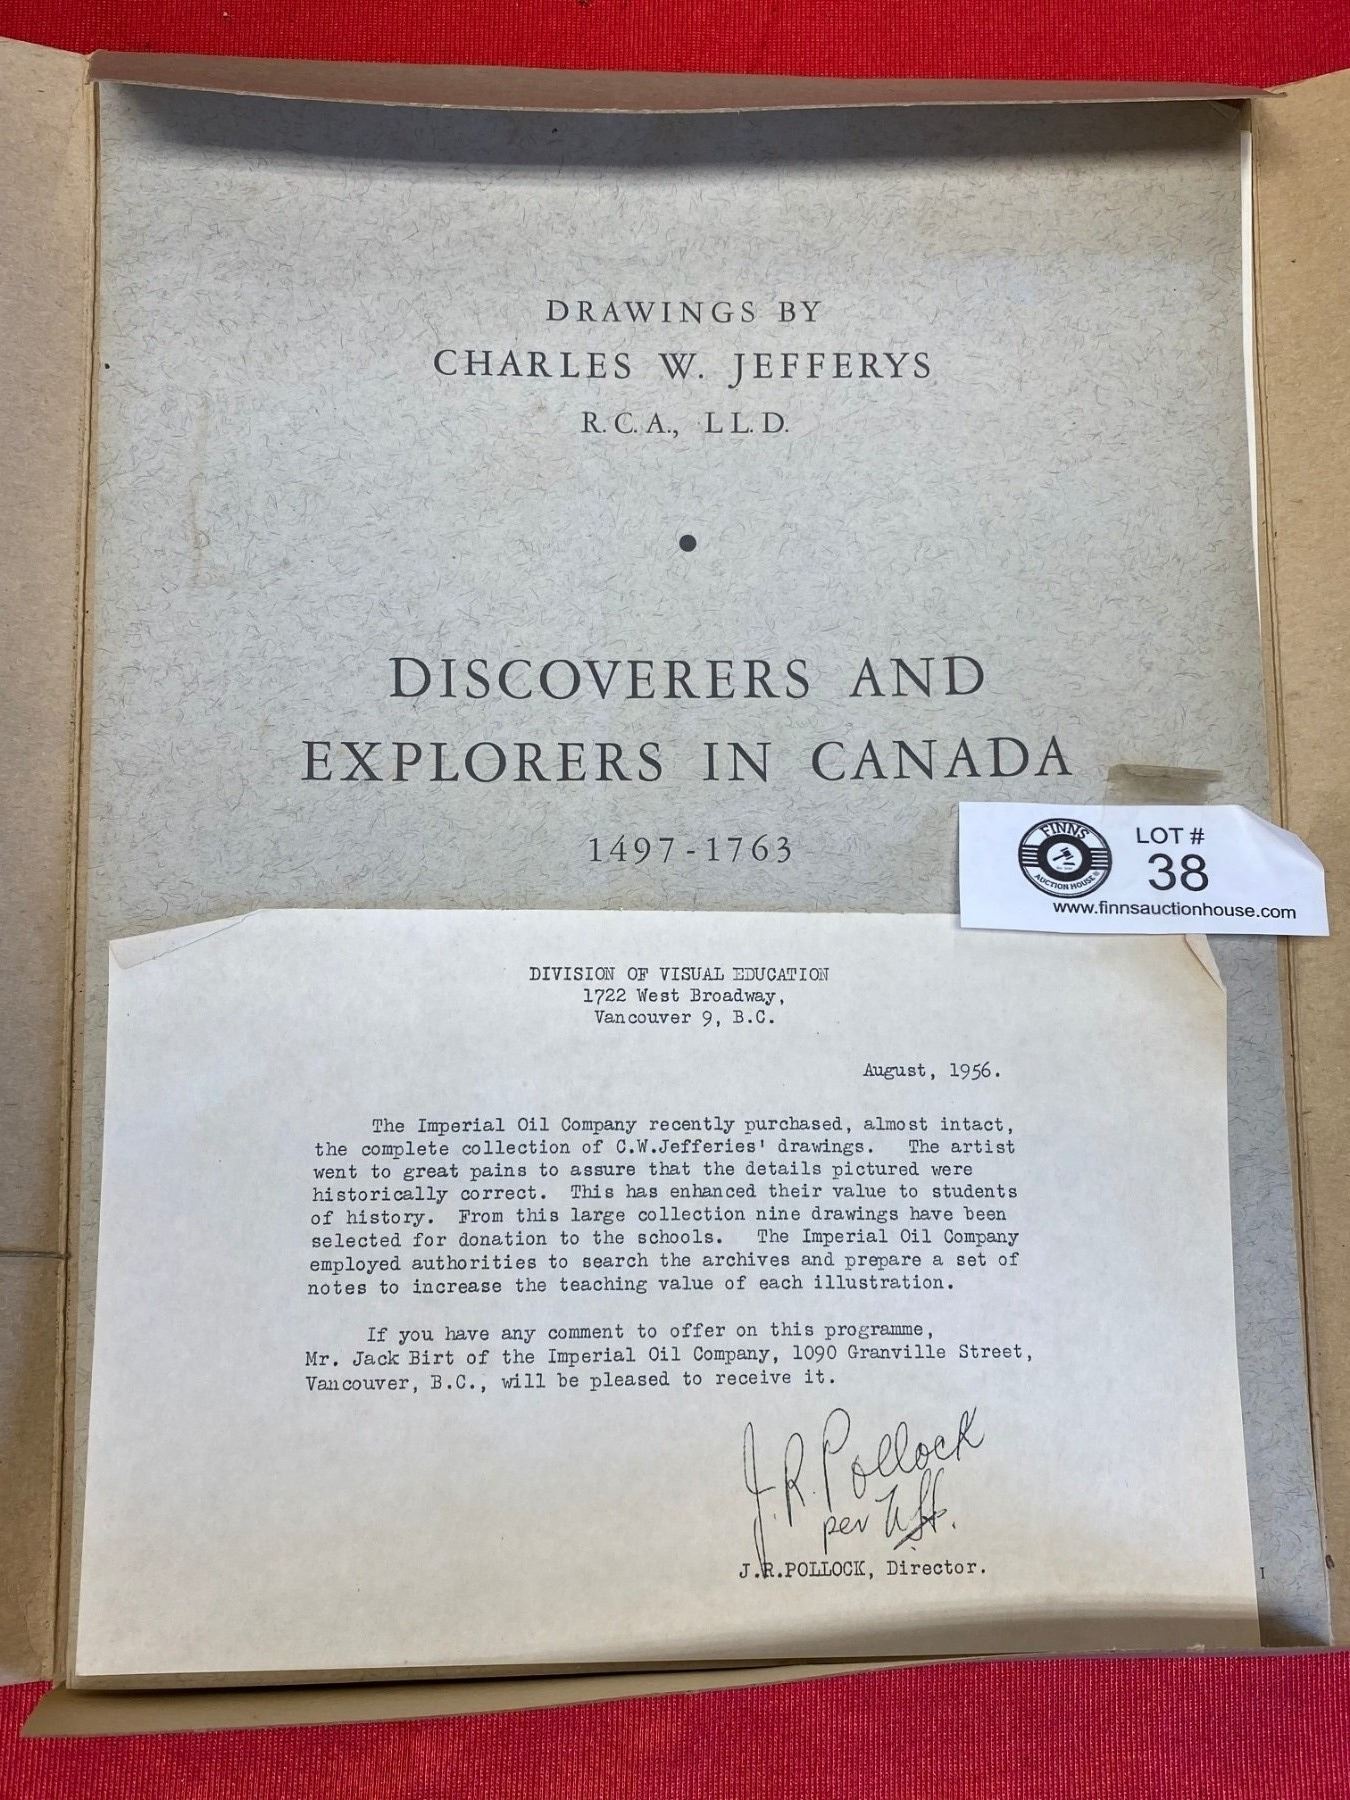 DRAWINGS BY
CHARLES W. JEFFERYS
R.C.A., LL.D.
DISCOVERERS AND
EXPLORERS IN CANADA
1497-1763
FINNS
AUCTION HOUSE
LOT #
38
www.finnsauctionhouse.com
DIVISION OF VISUAL EDUCATION
1722 West Broadway,
Vancouver 9, B.C.
August, 1956.
The Imperial Oil Company recently purchased, almost intact,
the complete collection of C.W.Jefferies' drawings. The artist
went to great pains to assure that the details pictured were
historically correct. This has enhanced their value to students
of history. From this large collection nine drawings have been
selected for donation to the schools. The Imperial Oil Company
employed authorities to search the archives and prepare a set of
notes to increase the teaching value of each illustration.
If you have any comment to offer on this programme,
Mr. Jack Birt of the Imperial Oil Company, 1090 Granville Street,
Vancouver, B.C., will be pleased to receive it.
J.R. Pollock
per
J.R.POLLOCK, Director.
I